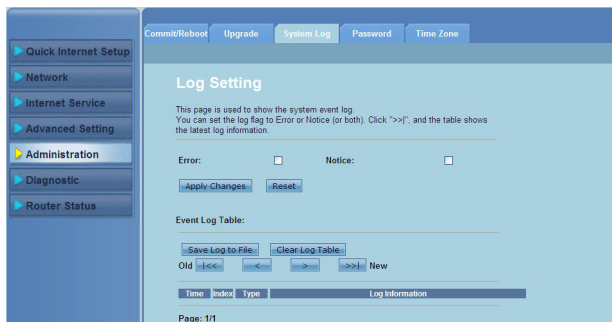 Commit/Reboot Upgrade System Log Password Time Zone
Quick Internet Setup
Network
Internet Service
Advanced Setting
Administration
Diagnostic
Router Status
Log Setting
This page is used to show the system event log.
You can set the log flag to Error or Notice (or both). Click ">>|", and the table shows
the latest log information.
Error: Notice:
Apply Changes Reset
Event Log Table:
Save Log to File Clear Log Table
Old |<< < > >>| New
Time Index Type Log Information
Page: 1/1